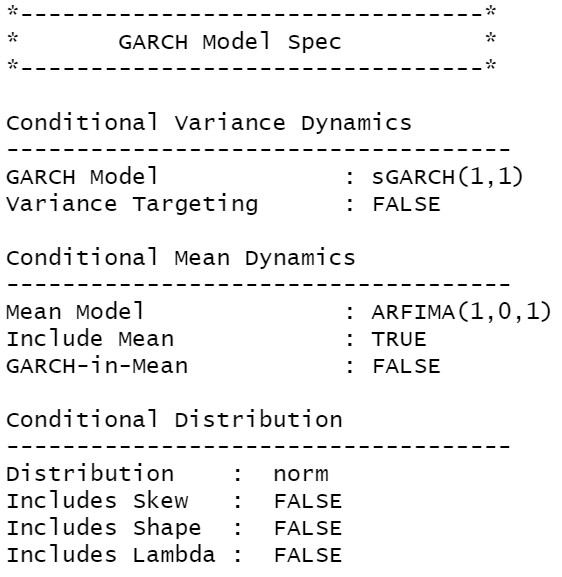 *---------------------------------*
*       GARCH Model Spec          *
*---------------------------------*
Conditional Variance Dynamics
------------------------------------
GARCH Model             : sGARCH(1,1)
Variance Targeting      : FALSE
Conditional Mean Dynamics
------------------------------------
Mean Model              : ARFIMA(1,0,1)
Include Mean            : TRUE
GARCH-in-Mean           : FALSE
Conditional Distribution
------------------------------------
Distribution    :  norm
Includes Skew   :  FALSE
Includes Shape  :  FALSE
Includes Lambda :  FALSE